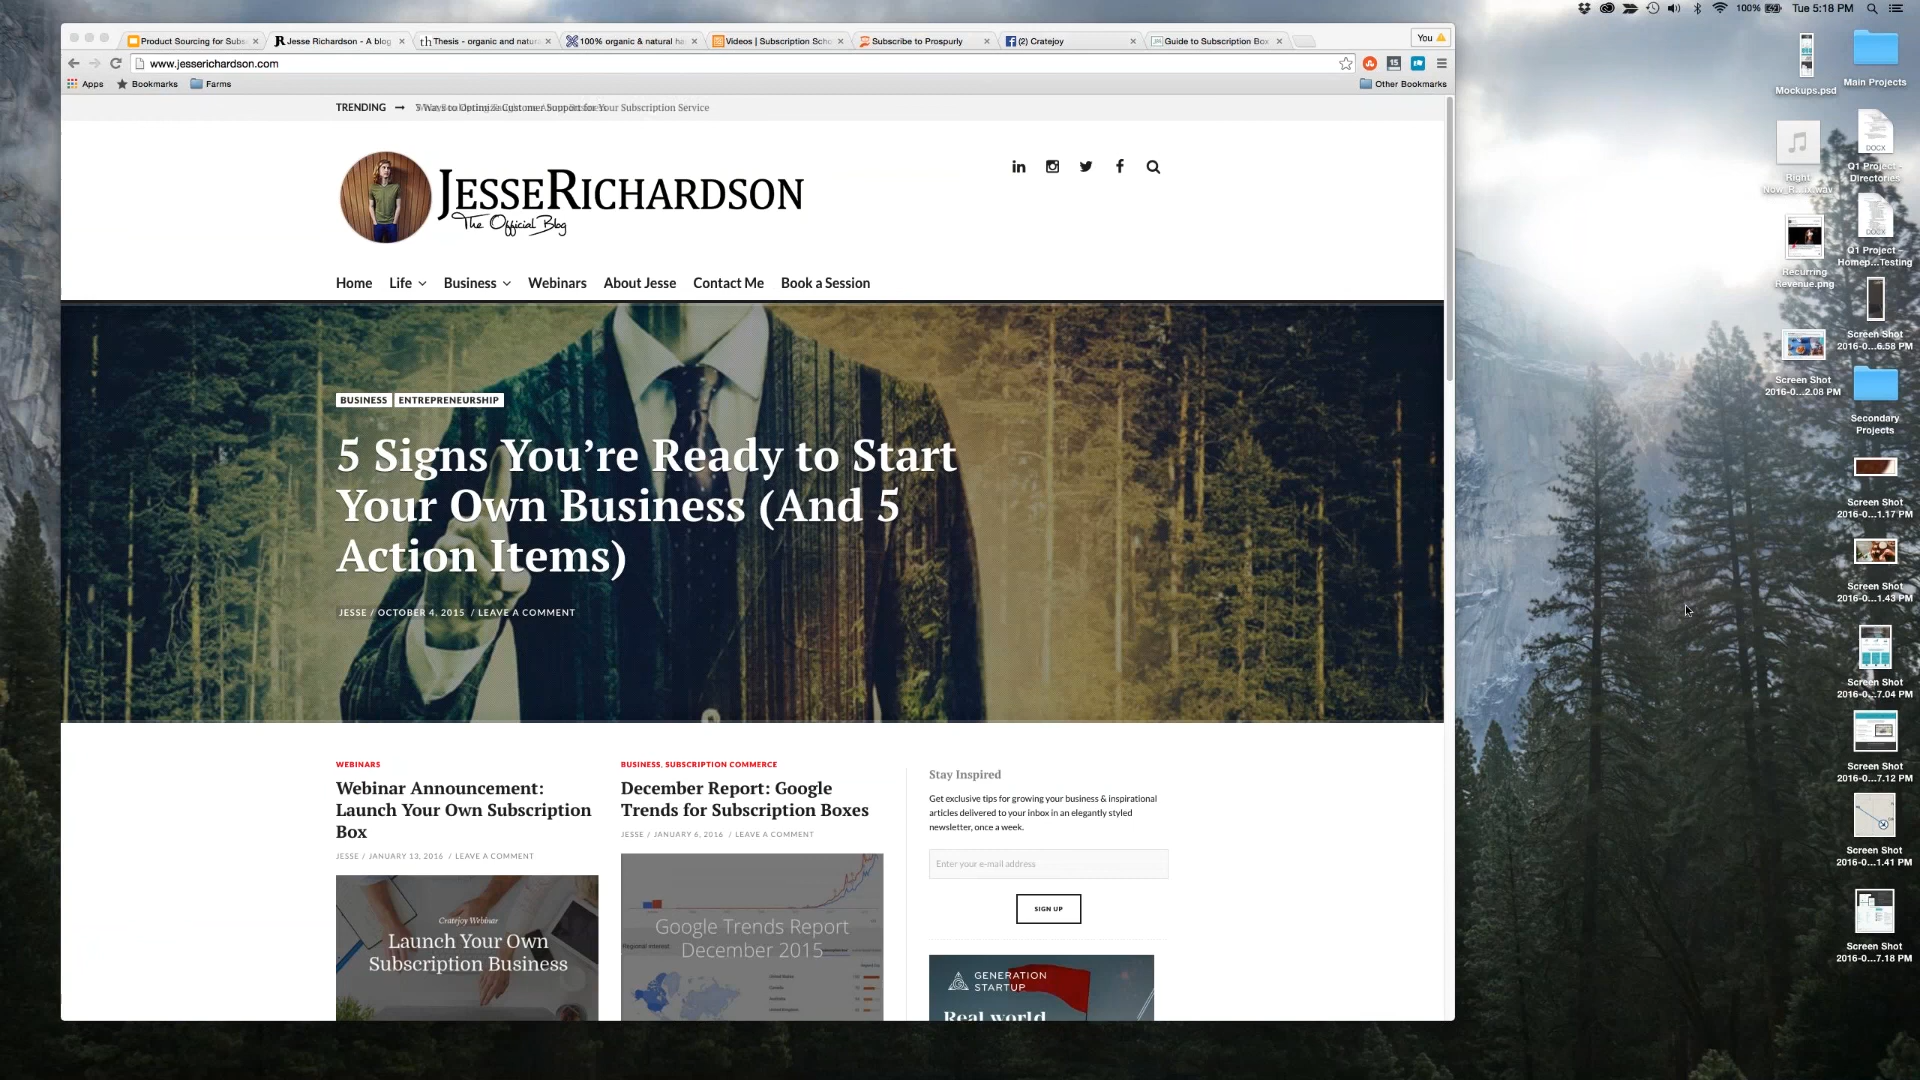 100% Tue 5:18 PM
Product Sourcing for Subs
Jesse Richardson - A blog
Thesis - organic and natura
100% organic & natural ha
Videos | Subscription Scho
Subscribe to Prospurly
(2) Cratejoy
Guide to Subscription Box
You
www.jesserichardson.com
15
Apps Bookmarks Farms Other Bookmarks
TRENDING → Your Subscription Service
JESSERICHARDSON
The Official Blog
Home Life Business Webinars About Jesse Contact Me Book a Session
BUSINESS ENTREPRENEURSHIP
5 Signs You're Ready to Start
Your Own Business (And 5
Action Items)
JESSE / OCTOBER 4, 2015 / LEAVE A COMMENT
WEBINARS
Webinar Announcement:
Launch Your Own Subscription
Box
JESSE / JANUARY 13, 2016 / LEAVE A COMMENT
Cratejoy Webinar
Launch Your Own
Subscription Business
BUSINESS, SUBSCRIPTION COMMERCE
December Report: Google
Trends for Subscription Boxes
JESSE / JANUARY 6, 2016 / LEAVE A COMMENT
Google Trends Report
December 2015
Regional interest
Stay Inspired
Get exclusive tips for growing your business & inspirational
articles delivered to your inbox in an elegantly styled
newsletter, once a week.
Enter your e-mail address
SIGN UP
GENERATION
STARTUP
Real world
Mockups.psd
Right
Recurring
Revenue.png
Screen Shot
2016-0...2.08 PM
Main Projects
DOCX
Q1 Project -
Directories
DOCX
Q1 Project -
Homep...Testing
Screen Shot
2016-0...6.58 PM
Secondary
Projects
Screen Shot
2016-0...1.17 PM
Screen Shot
2016-0...1.43 PM
Screen Shot
2016-0...7.04 PM
Screen Shot
2016-0...7.12 PM
Screen Shot
2016-0...1.41 PM
Screen Shot
2016-0...7.18 PM